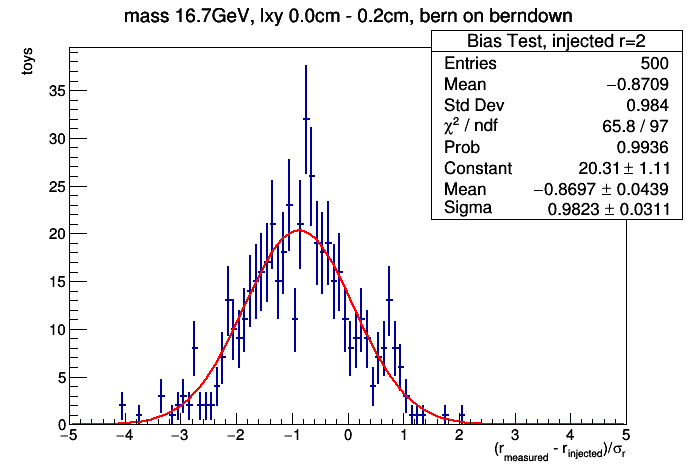 mass 16.7GeV, lxy 0.0cm - 0.2cm, bern on berndown
Bias Test, injected r=2
Entries 500
Mean −0.8709
Std Dev 0.984
χ² / ndf 65.8 / 97
Prob 0.9936
Constant 20.31 ± 1.11
Mean −0.8697 ± 0.0439
Sigma 0.9823 ± 0.0311
toys
35
30
25
20
15
10
5
0
−5 −4 −3 −2 −1 0 1 2 3 4 5
(r_measured - r_injected)/σ_r